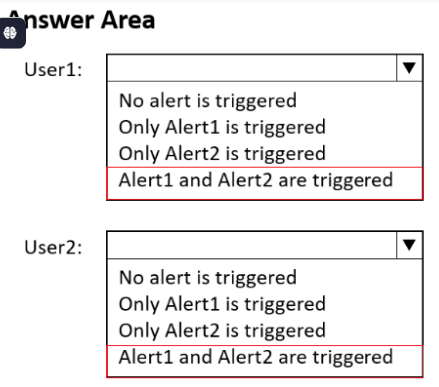 Answer Area
User1:
No alert is triggered
Only Alert1 is triggered
Only Alert2 is triggered
Alert1 and Alert2 are triggered
User2:
No alert is triggered
Only Alert1 is triggered
Only Alert2 is triggered
Alert1 and Alert2 are triggered